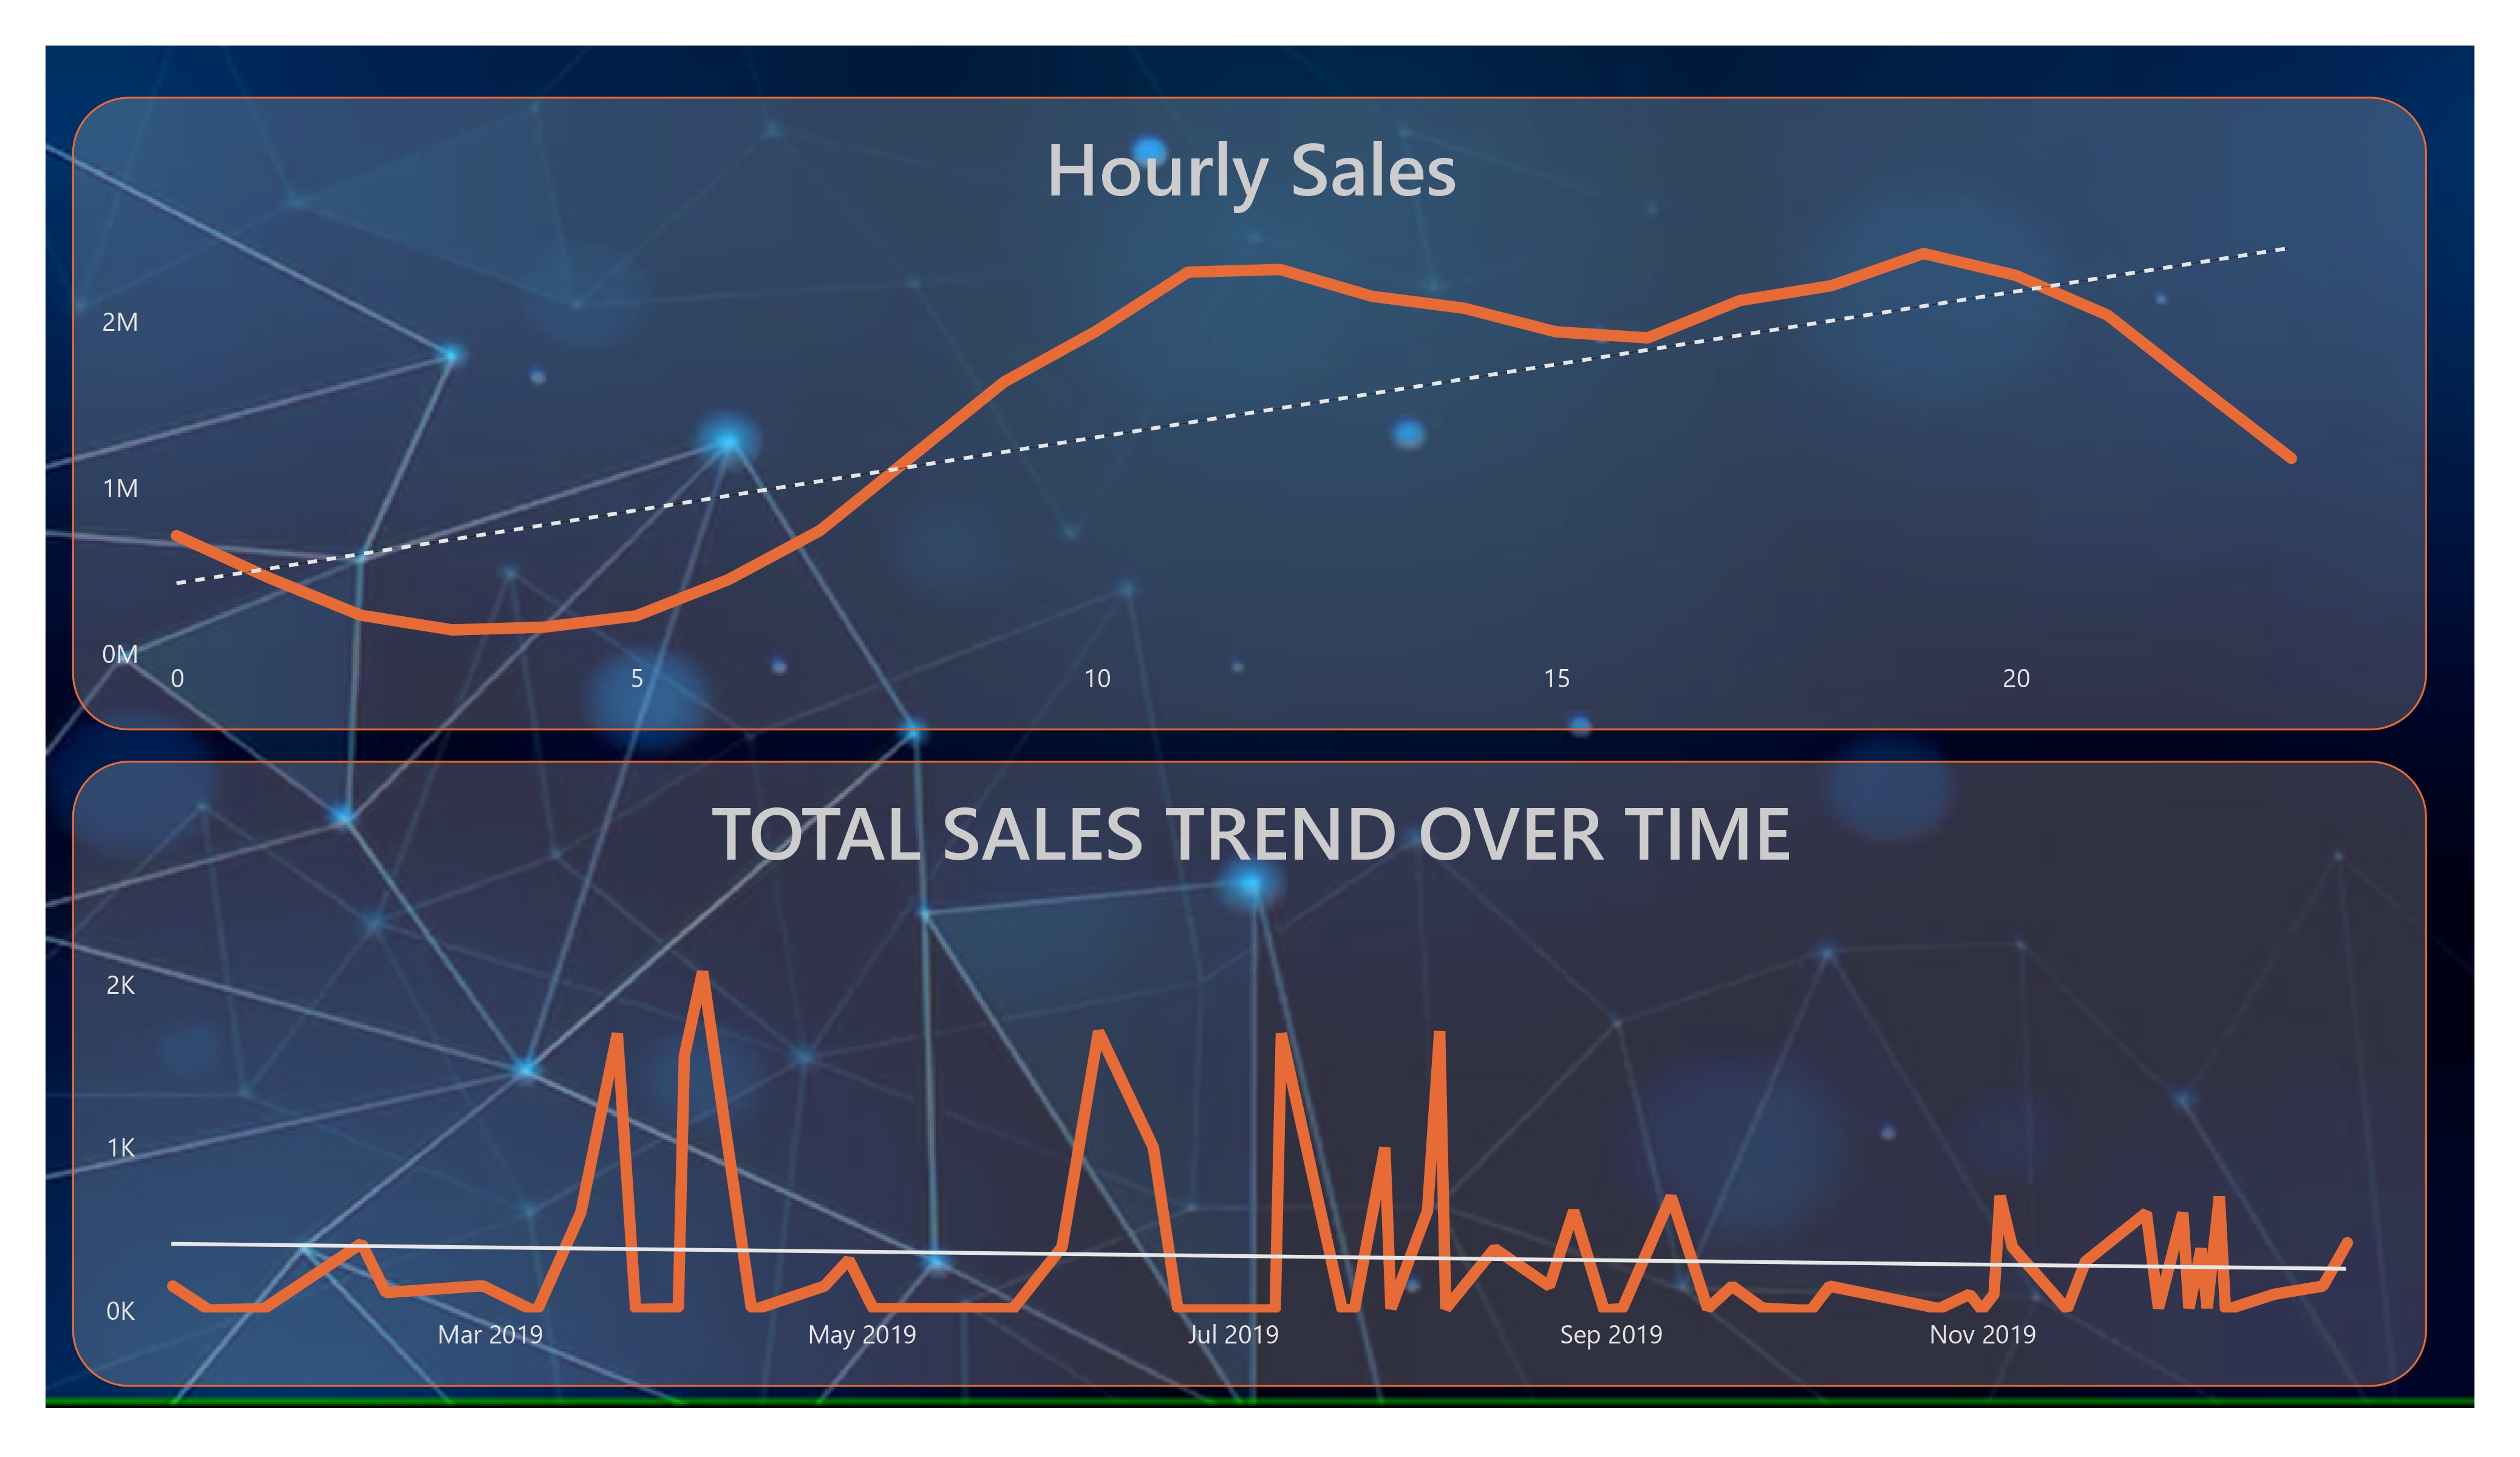 Hourly Sales
2M
1M
0M
0 5 10 15 20
TOTAL SALES TREND OVER TIME
2K
1K
0K
Mar 2019 May 2019 Jul 2019 Sep 2019 Nov 2019